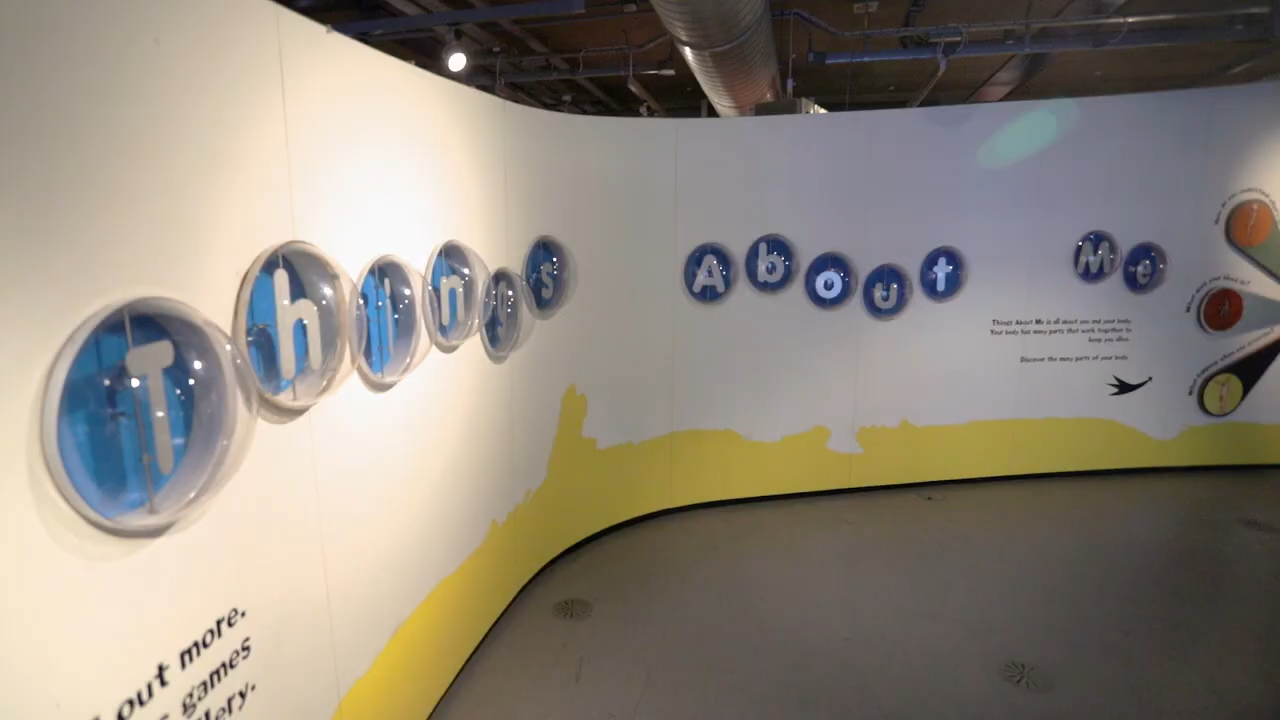 Things About Me
Things About Me is all about you and your body.
Your body has many parts that work together to
keep you alive.
Discover the many parts of your body.
out more.
games